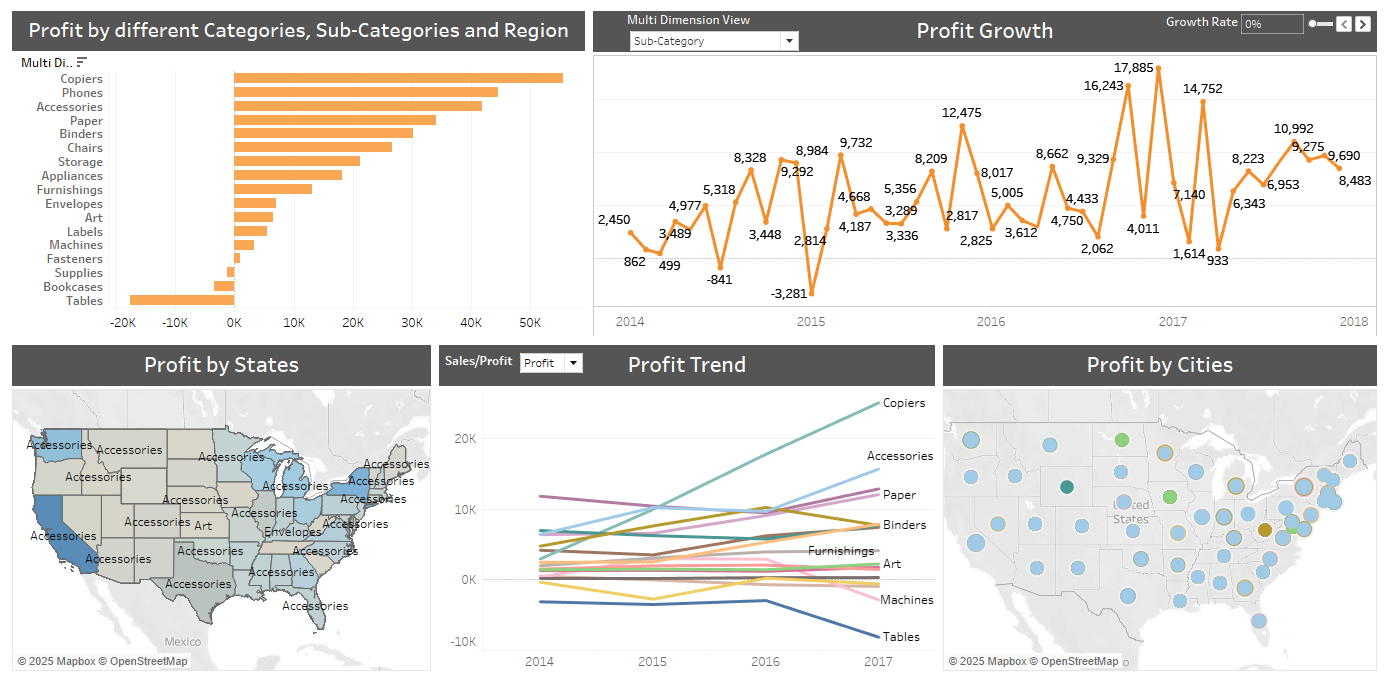 Profit by different Categories, Sub-Categories and Region
Multi Di..
Copiers
Phones
Accessories
Paper
Binders
Chairs
Storage
Appliances
Furnishings
Envelopes
Art
Labels
Machines
Fasteners
Supplies
Bookcases
Tables
-20K -10K 0K 10K 20K 30K 40K 50K
Multi Dimension View
Sub-Category
Profit Growth
Growth Rate 0%
17,885
16,243
14,752
12,475
10,992
9,732
9,329
9,275
9,690
8,984
8,328
9,292
8,209
8,017
8,662
8,223
8,483
7,140
6,953
6,343
5,318
4,977
4,668
5,356
5,005
4,433
4,750
4,187
3,289
3,336
2,817
2,825
3,612
4,011
3,448
3,489
2,814
2,450
2,062
1,614
933
862
499
-841
-3,281
2014 2015 2016 2017 2018
Profit by States
Accessories
Accessories
Accessories
Accessories
Accessories
Accessories
Accessories
Accessories
Accessories
Accessories
Accessories
Accessories
Art
Accessories
Accessories
Envelopes
Accessories
Accessories
Accessories
Accessories
Accessories
Accessories
Mexico
© 2025 Mapbox © OpenStreetMap
Sales/Profit Profit
Profit Trend
20K
10K
0K
-10K
Copiers
Accessories
Paper
Binders
Furnishings
Art
Machines
Tables
2014 2015 2016 2017
Profit by Cities
United
States
© 2025 Mapbox © OpenStreetMap